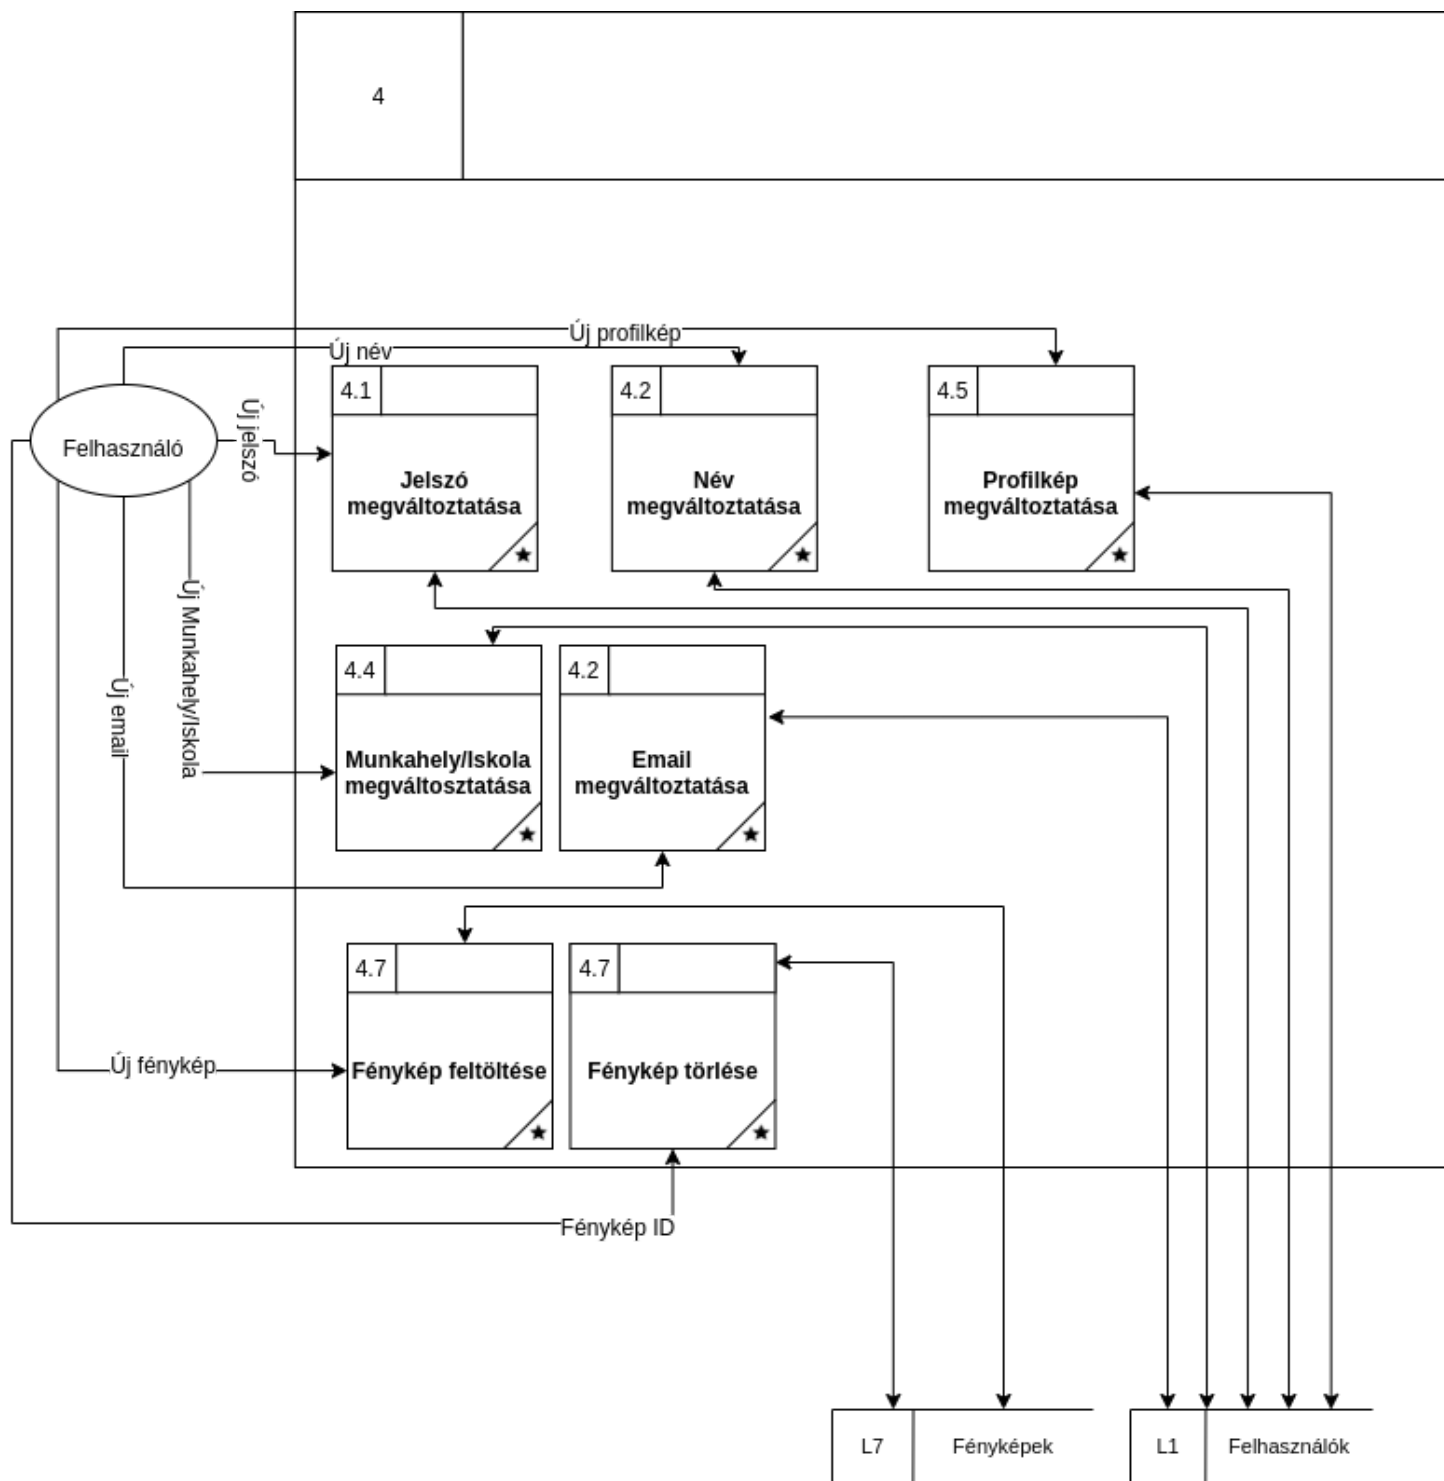 4
Új profilkép
Új név
4.1
4.2
4.5
Új jelszó
Felhasználó
Jelszó
megváltoztatása
Név
megváltoztatása
Profilkép
megváltoztatása
Új Munkahely/Iskola
Új email
4.4
4.2
Munkahely/Iskola
megváltosztatása
Email
megváltoztatása
4.7
4.7
Új fénykép
Fénykép feltöltése
Fénykép törlése
Fénykép ID
L7
Fényképek
L1
Felhasználók